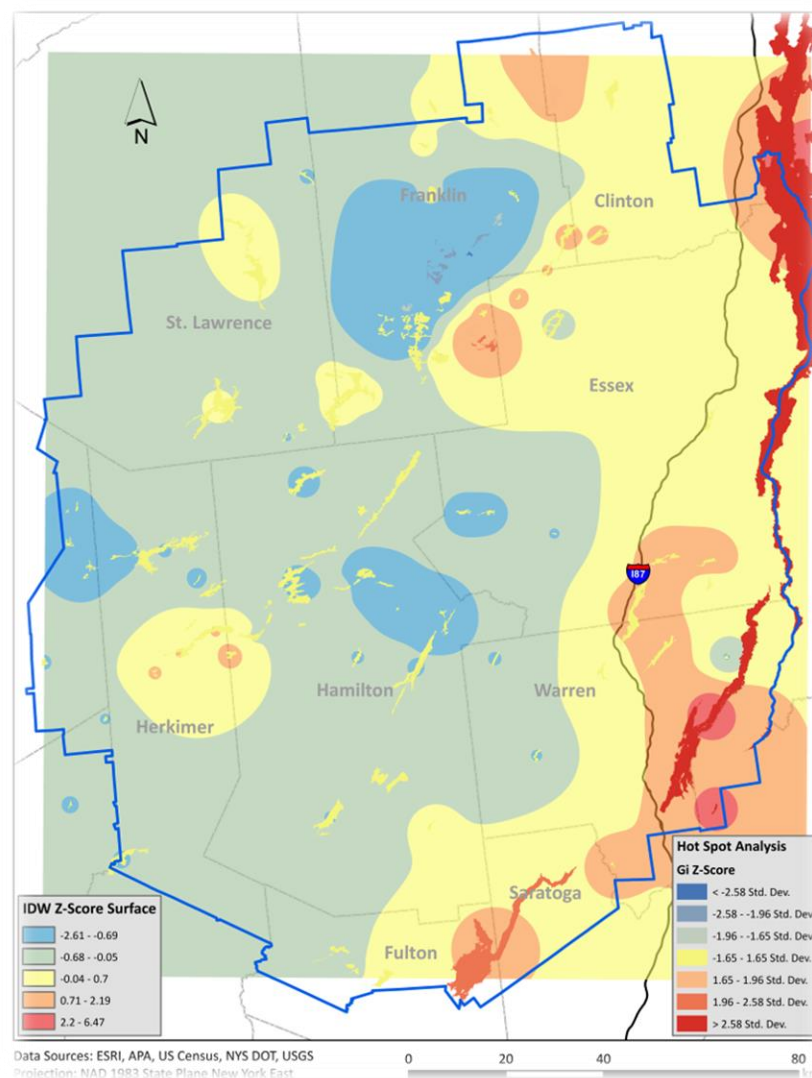 N
Franklin
Clinton
St. Lawrence
Essex
I87
Hamilton
Warren
Herkimer
Saratoga
Fulton
IDW Z-Score Surface
-2.61 - -0.69
-0.68 - -0.05
-0.04 - 0.7
0.71 - 2.19
2.2 - 6.47
Hot Spot Analysis
Gi Z-Score
< -2.58 Std. Dev.
-2.58 - -1.96 Std. Dev
-1.96 - -1.65 Std. Dev
-1.65 - 1.65 Std. Dev.
1.65 - 1.96 Std. Dev.
1.96 - 2.58 Std. Dev.
> 2.58 Std. Dev.
Data Sources: ESRI, APA, US Census, NYS DOT, USGS
0 20 40 80
Projection: NAD 1983 State Plane New York East